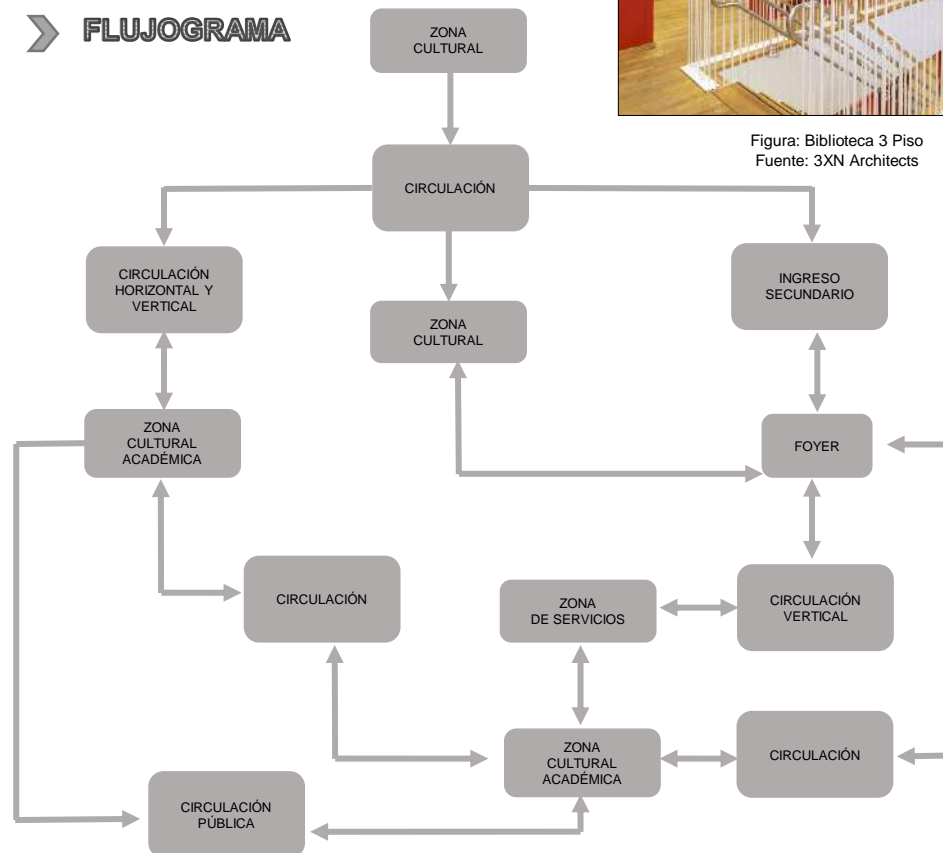 FLUJOGRAMA
ZONA
CULTURAL
Figura: Biblioteca 3 Piso
Fuente: 3XN Architects
CIRCULACIÓN
CIRCULACIÓN
HORIZONTAL Y
VERTICAL
ZONA
CULTURAL
INGRESO
SECUNDARIO
ZONA
CULTURAL
ACADÉMICA
FOYER
CIRCULACIÓN
ZONA
DE SERVICIOS
CIRCULACIÓN
VERTICAL
ZONA
CULTURAL
ACADÉMICA
CIRCULACIÓN
CIRCULACIÓN
PÚBLICA